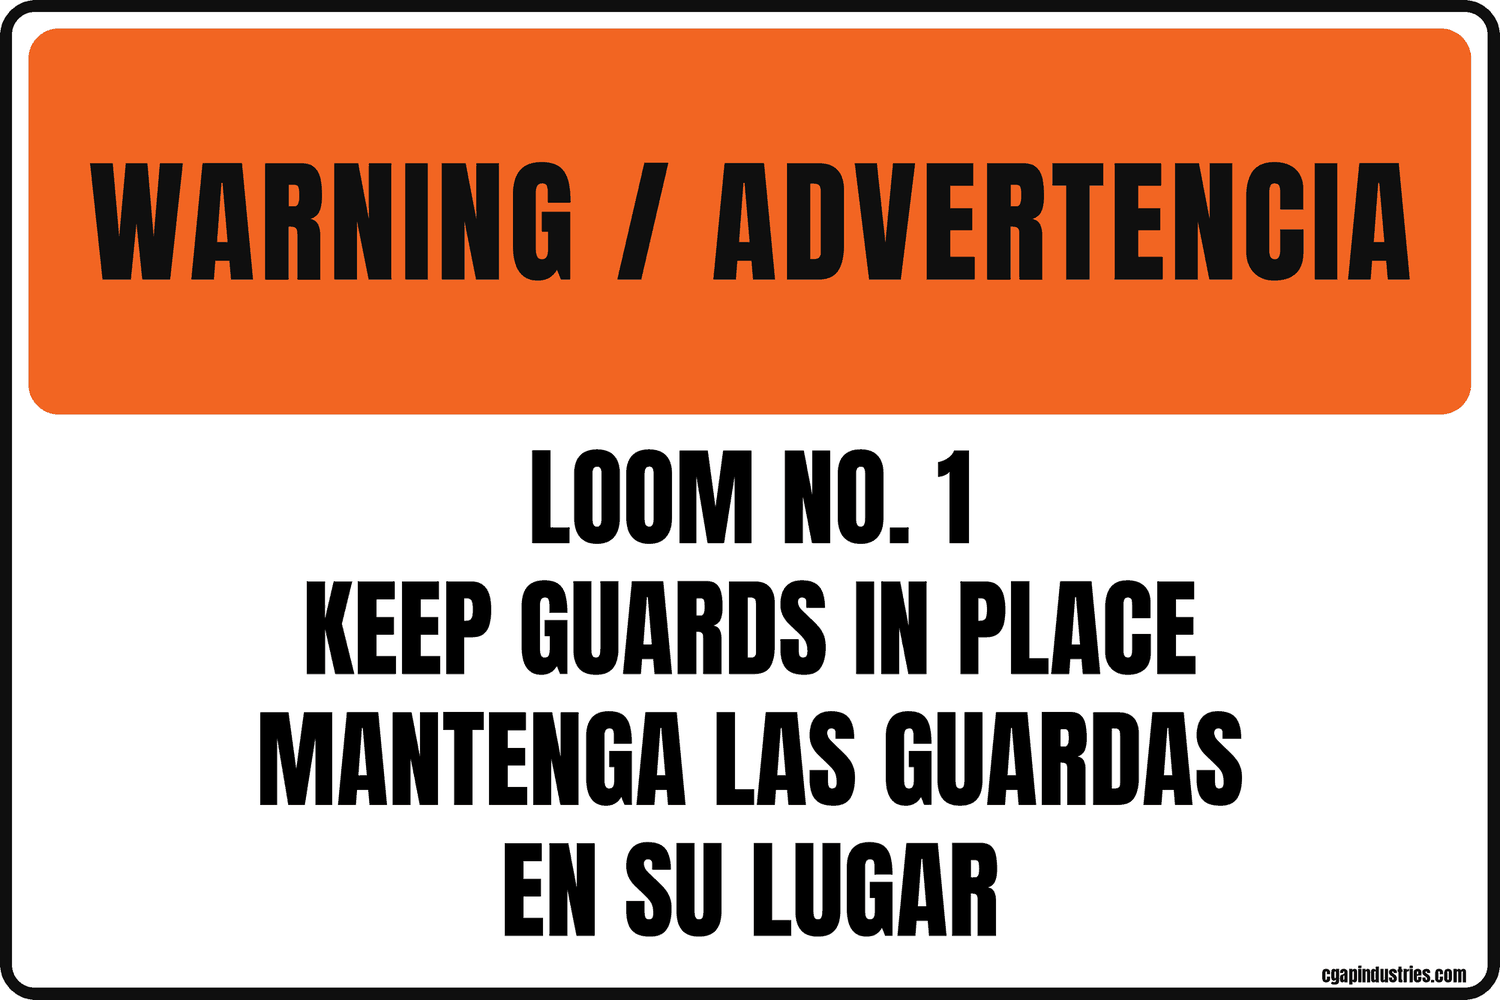 WARNING / ADVERTENCIA
LOOM NO. 1
KEEP GUARDS IN PLACE
MANTENGA LAS GUARDAS
EN SU LUGAR
cgapindustries.com